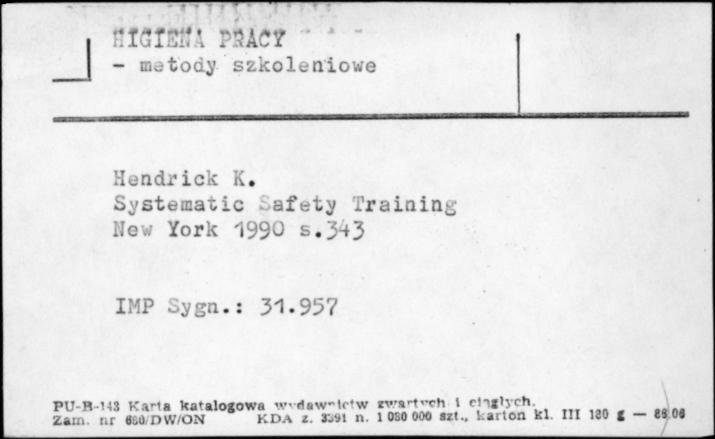 HIGIENA PRACY
- metody szkoleniowe
Hendrick K.
Systematic Safety Training
New York 1990 s.343
IMP Sygn.: 31.957
PU-B-143 Karta katalogowa wydawnictw zwartych i ciągłych.
Zam. nr 680/DW/ON KDA z. 3391 n. 1 080 000 szt., karton kl. III 180 g — 86.06